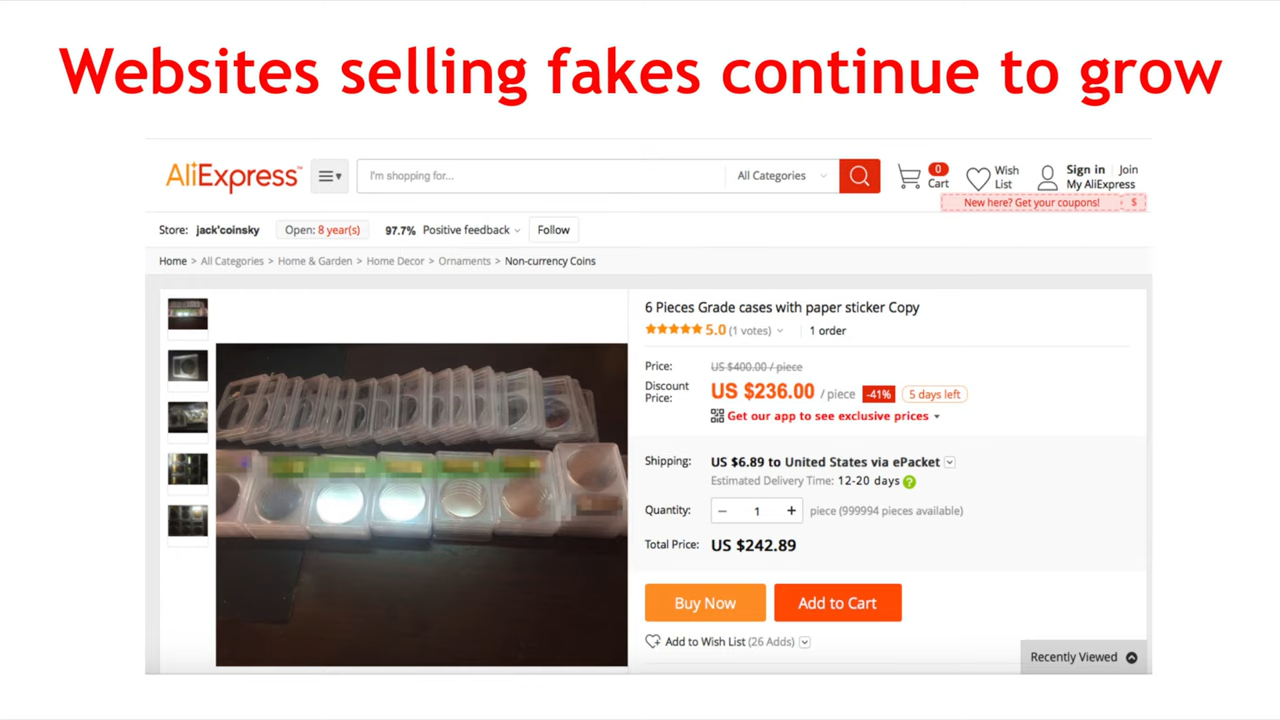 Websites selling fakes continue to grow
AliExpress™
I'm shopping for...
All Categories
0
Cart
Wish
List
Sign in | Join
My AliExpress
New here? Get your coupons! $
Store: jack'coinsky Open: 8 year(s) 97.7% Positive feedback Follow
Home > All Categories > Home & Garden > Home Decor > Ornaments > Non-currency Coins
6 Pieces Grade cases with paper sticker Copy
5.0 (1 votes) 1 order
Price: US $400.00 / piece
Discount
Price:
US $236.00 / piece -41% 5 days left
Get our app to see exclusive prices
Shipping: US $6.89 to United States via ePacket
Estimated Delivery Time: 12-20 days ?
Quantity: − 1 + piece (999994 pieces available)
Total Price: US $242.89
Buy Now Add to Cart
Add to Wish List (26 Adds)
Recently Viewed